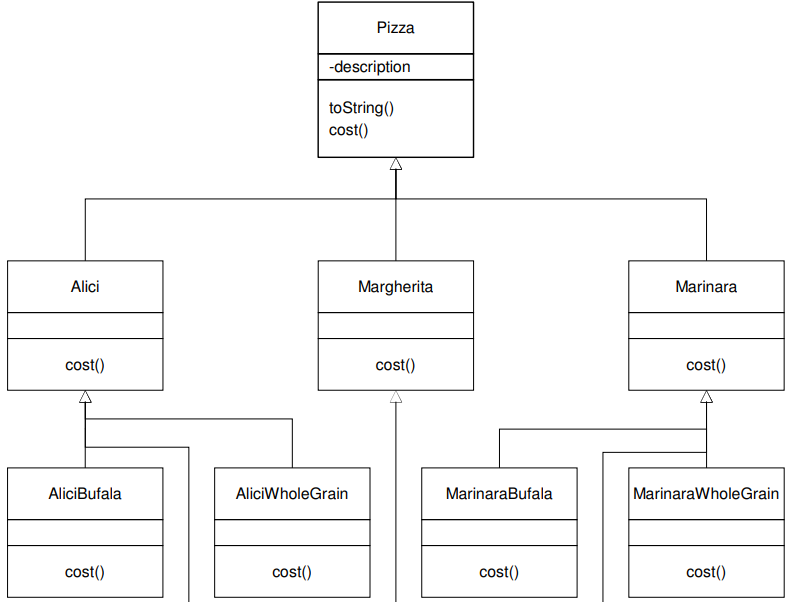 Pizza
-description
toString()
cost()
Alici
cost()
Margherita
cost()
Marinara
cost()
AliciBufala
cost()
AliciWholeGrain
cost()
MarinaraBufala
cost()
MarinaraWholeGrain
cost()